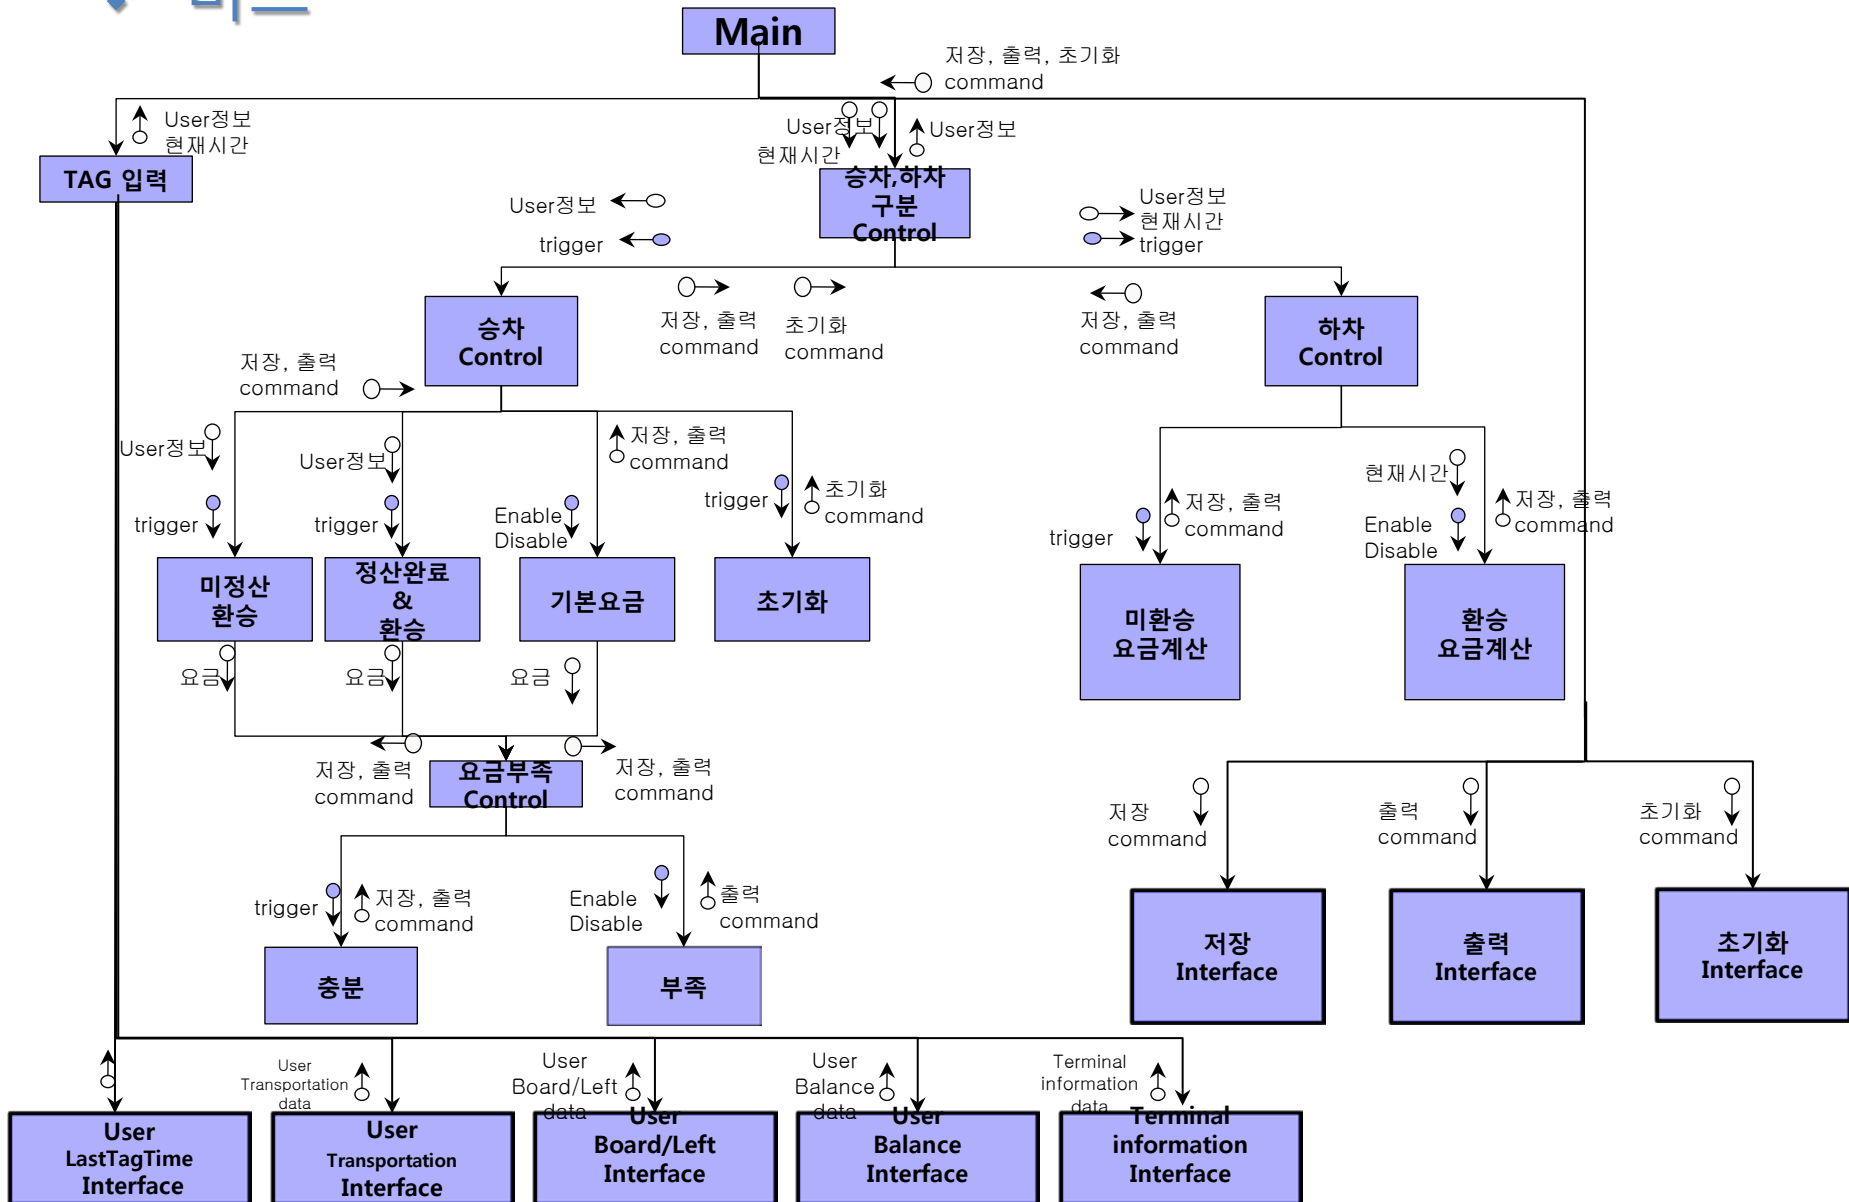 Main
저장, 출력, 초기화
command
User정보
현재시간
User정보
현재시간
User정보
TAG 입력
승차,하차
구분
Control
User정보
trigger
User정보
현재시간
trigger
승차
Control
저장, 출력
command
초기화
command
저장, 출력
command
하차
Control
저장, 출력
command
User정보
User정보
저장, 출력
command
trigger
초기화
command
현재시간
trigger
trigger
Enable
Disable
trigger
저장, 출력
command
Enable
Disable
저장, 출력
command
미정산
환승
정산완료
&
환승
기본요금
초기화
미환승
요금계산
환승
요금계산
요금
요금
요금
저장, 출력
command
요금부족
Control
저장, 출력
command
저장
command
출력
command
초기화
command
trigger
저장, 출력
command
Enable
Disable
출력
command
충분
부족
저장
Interface
출력
Interface
초기화
Interface
User
Transportation
data
User
Board/Left
data
User
Balance
data
Terminal
information
data
User
LastTagTime
Interface
User
Transportation
Interface
User
Board/Left
Interface
User
Balance
Interface
Terminal
information
Interface